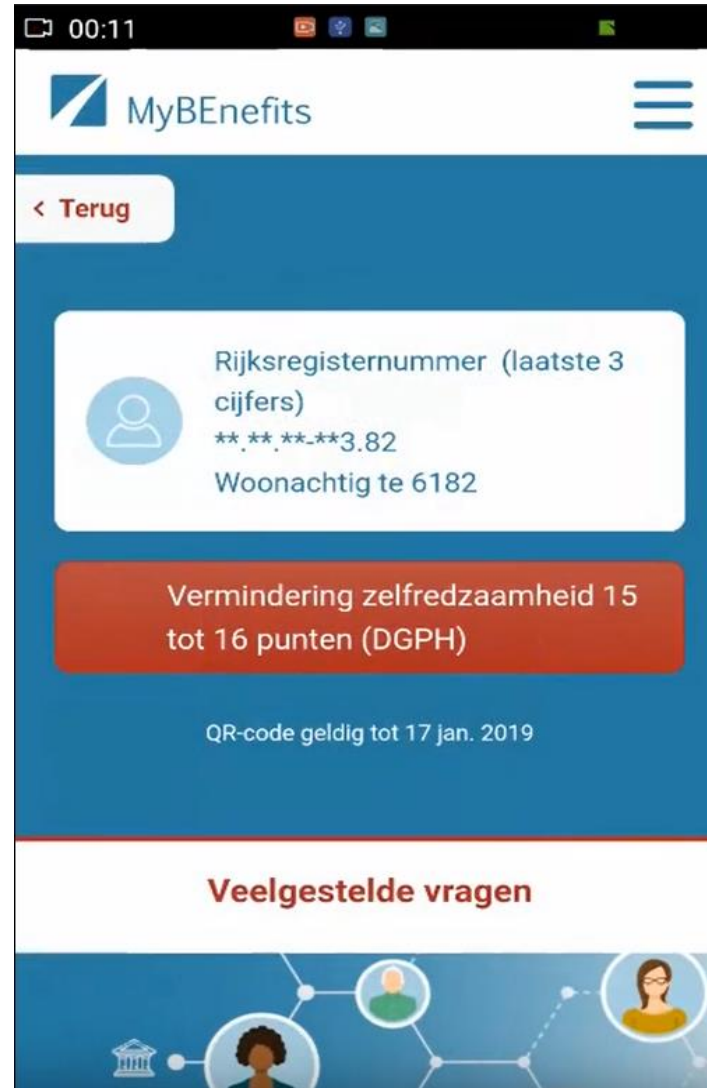 00:11
MyBEnefits
< Terug
Rijksregisternummer (laatste 3
cijfers)
**.**.**-**3.82
Woonachtig te 6182
Vermindering zelfredzaamheid 15
tot 16 punten (DGPH)
QR-code geldig tot 17 jan. 2019
Veelgestelde vragen